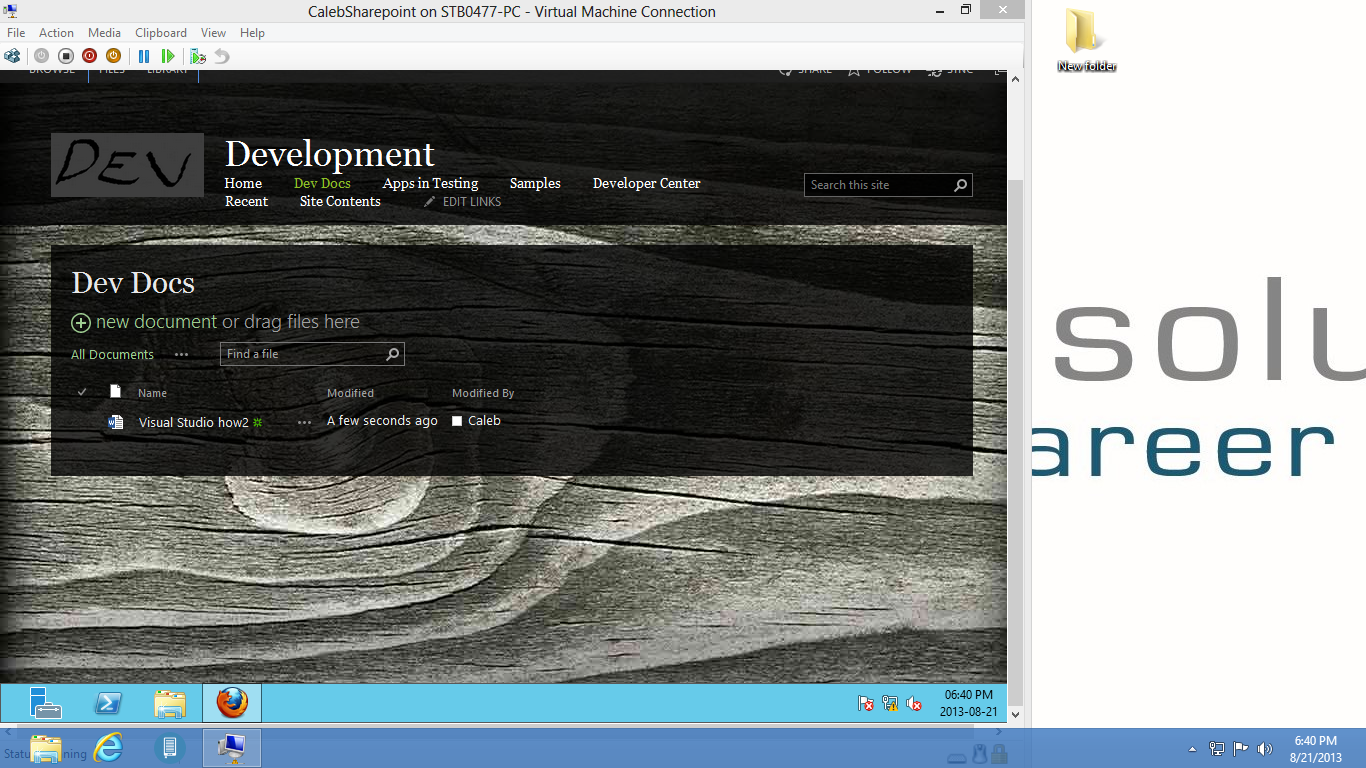 CalebSharepoint on STB0477-PC - Virtual Machine Connection
File Action Media Clipboard View Help
New folder
BROWSE FILES LIBRARY SHARE FOLLOW SYNC
DEV
Development
Home Dev Docs Apps in Testing Samples Developer Center
Recent Site Contents EDIT LINKS
Search this site
Dev Docs
new document or drag files here
All Documents ••• Find a file
Name Modified Modified By
Visual Studio how2 ••• A few seconds ago Caleb
solu
areer
06:40 PM
2013-08-21
6:40 PM
8/21/2013